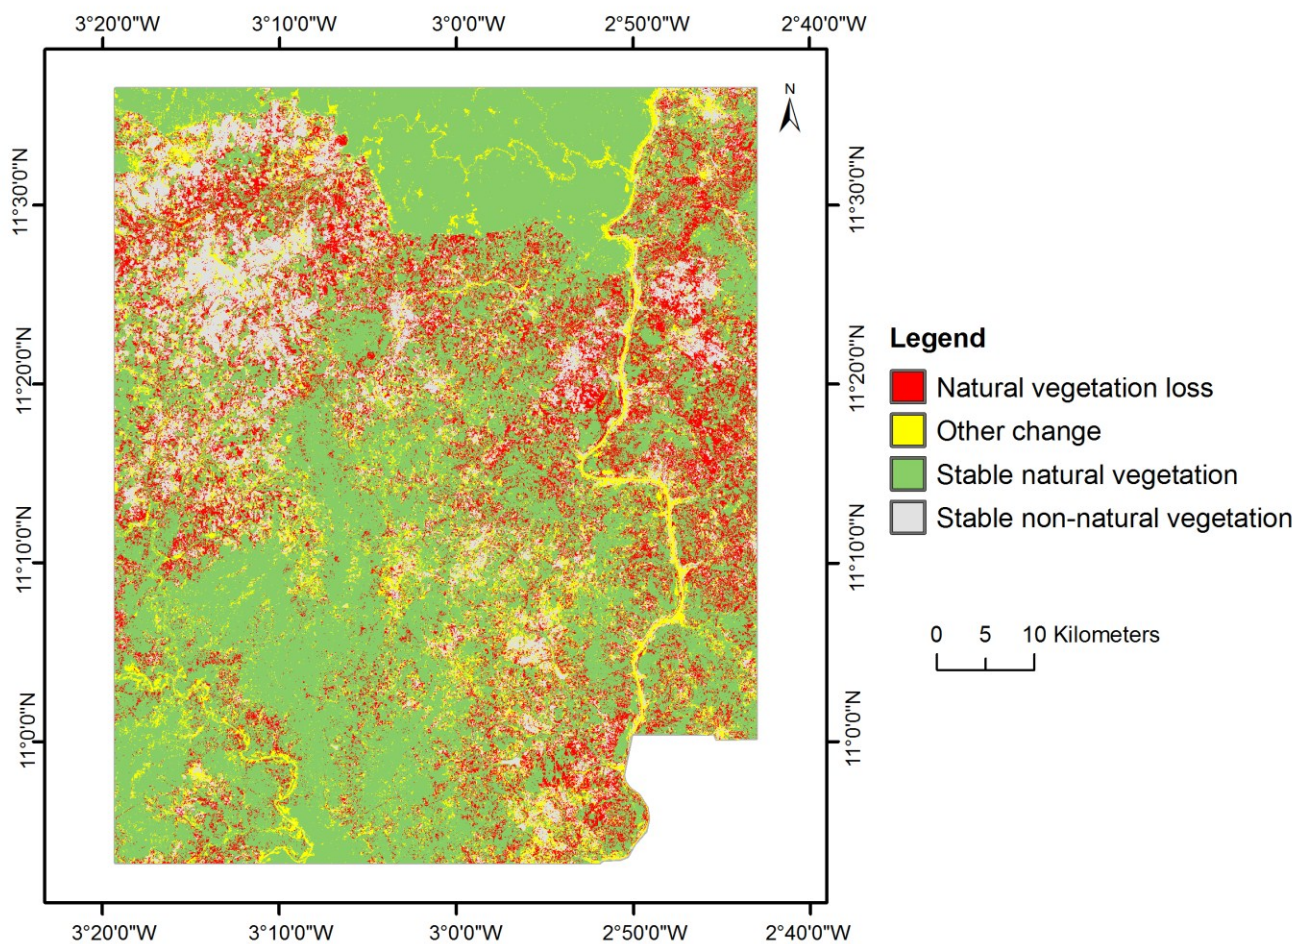 3°20'0"W 3°10'0"W 3°0'0"W 2°50'0"W 2°40'0"W
N
11°30'0"N 11°30'0"N
11°20'0"N 11°20'0"N
11°10'0"N 11°10'0"N
11°0'0"N 11°0'0"N
3°20'0"W 3°10'0"W 3°0'0"W 2°50'0"W 2°40'0"W
Legend
Natural vegetation loss
Other change
Stable natural vegetation
Stable non-natural vegetation
0 5 10 Kilometers